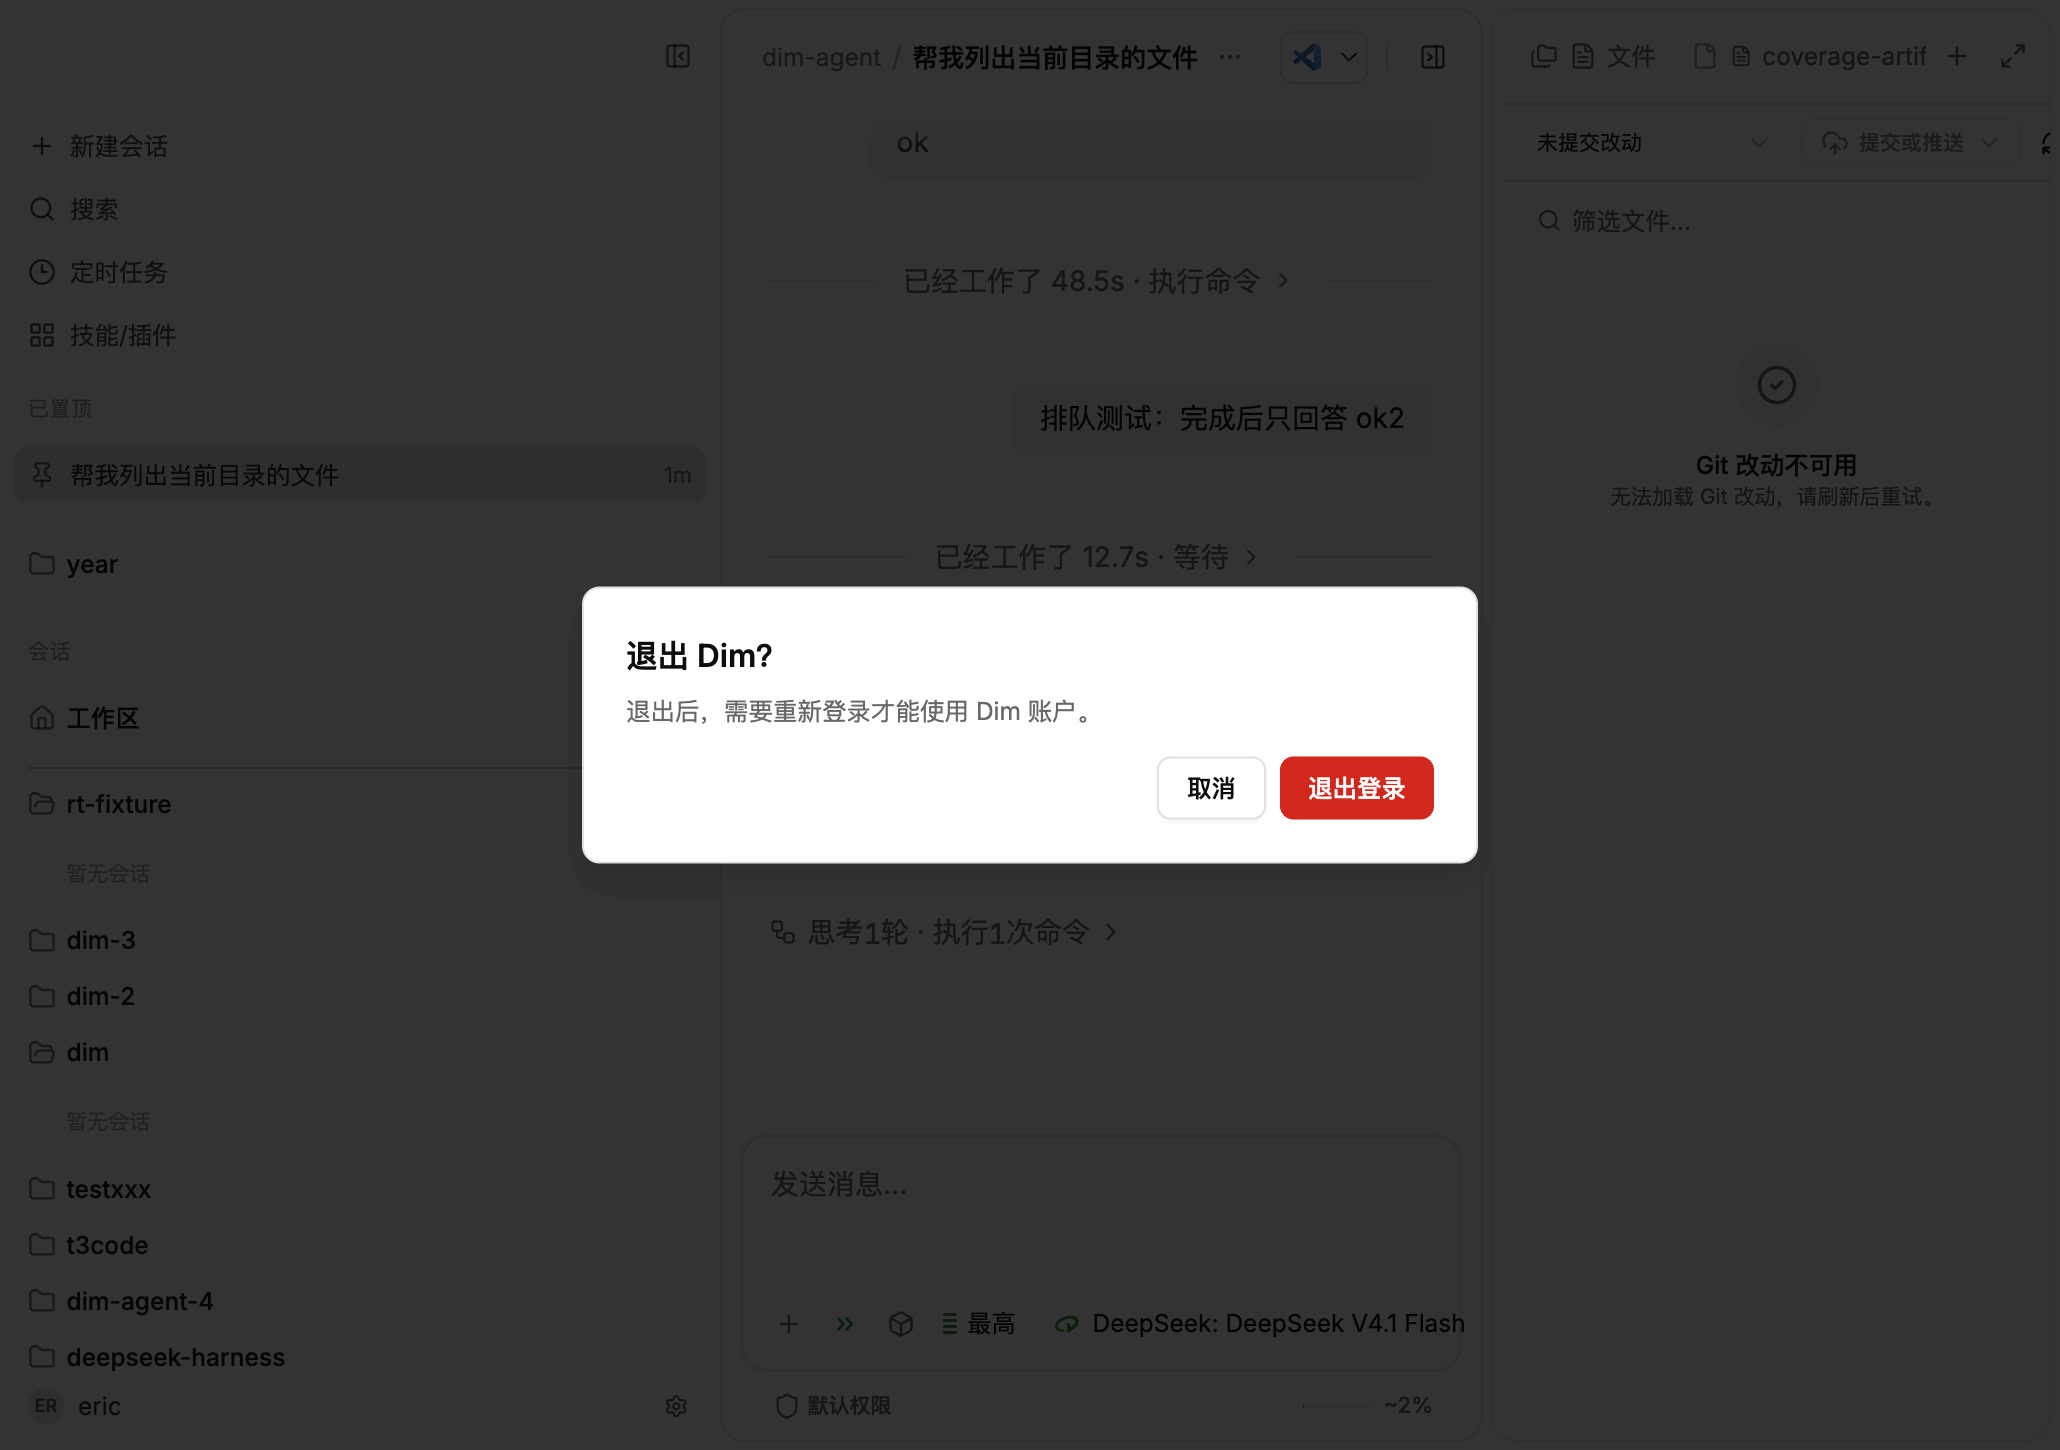 新建会话
搜索
定时任务
技能/插件
已置顶
帮我列出当前目录的文件 1m
year
会话
工作区
rt-fixture
暂无会话
dim-3
dim-2
dim
暂无会话
testxxx
t3code
dim-agent-4
deepseek-harness
ER eric
dim-agent / 帮我列出当前目录的文件 ···
ok
已经工作了 48.5s · 执行命令
排队测试：完成后只回答 ok2
已经工作了 12.7s · 等待
退出 Dim?
退出后，需要重新登录才能使用 Dim 账户。
取消 退出登录
思考1轮 · 执行1次命令
发送消息...
最高 DeepSeek: DeepSeek V4.1 Flash
默认权限 ~2%
文件 coverage-artif
未提交改动 提交或推送
筛选文件...
Git 改动不可用
无法加载 Git 改动，请刷新后重试。